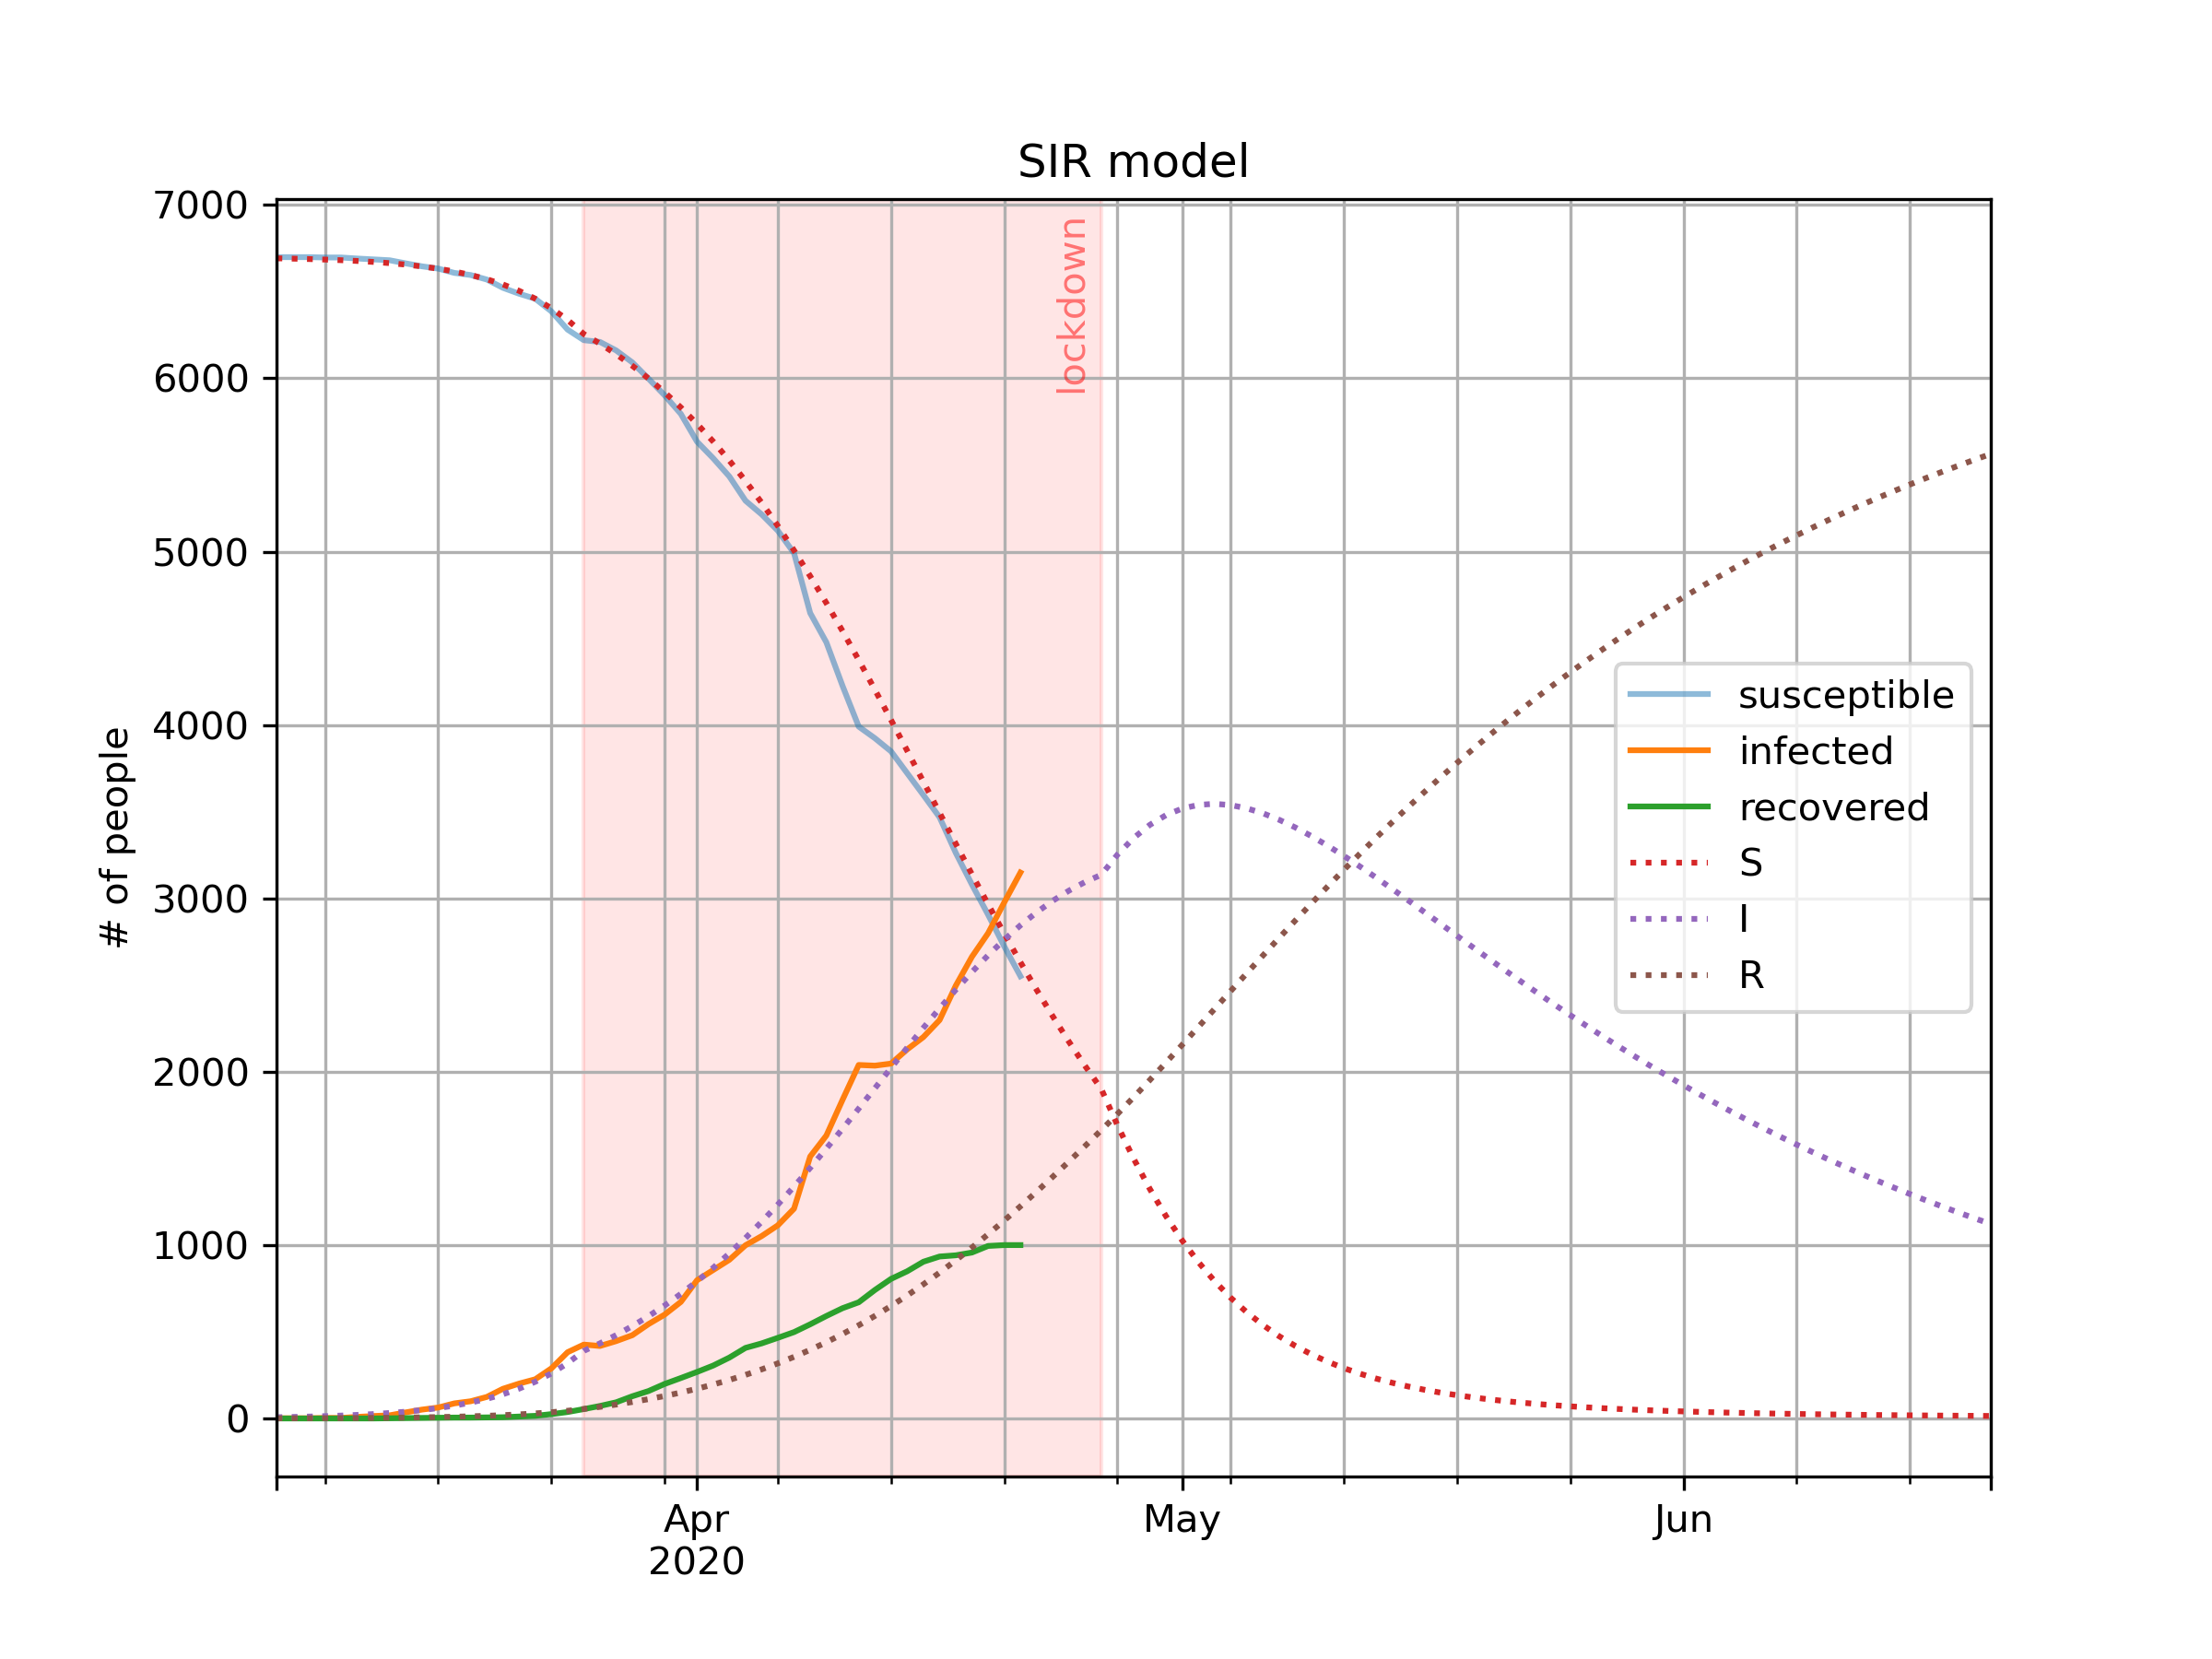 SIR model
7000
6000
5000
4000
3000
2000
1000
0
# of people
lockdown
susceptible
infected
recovered
S
I
R
Apr
2020
May
Jun